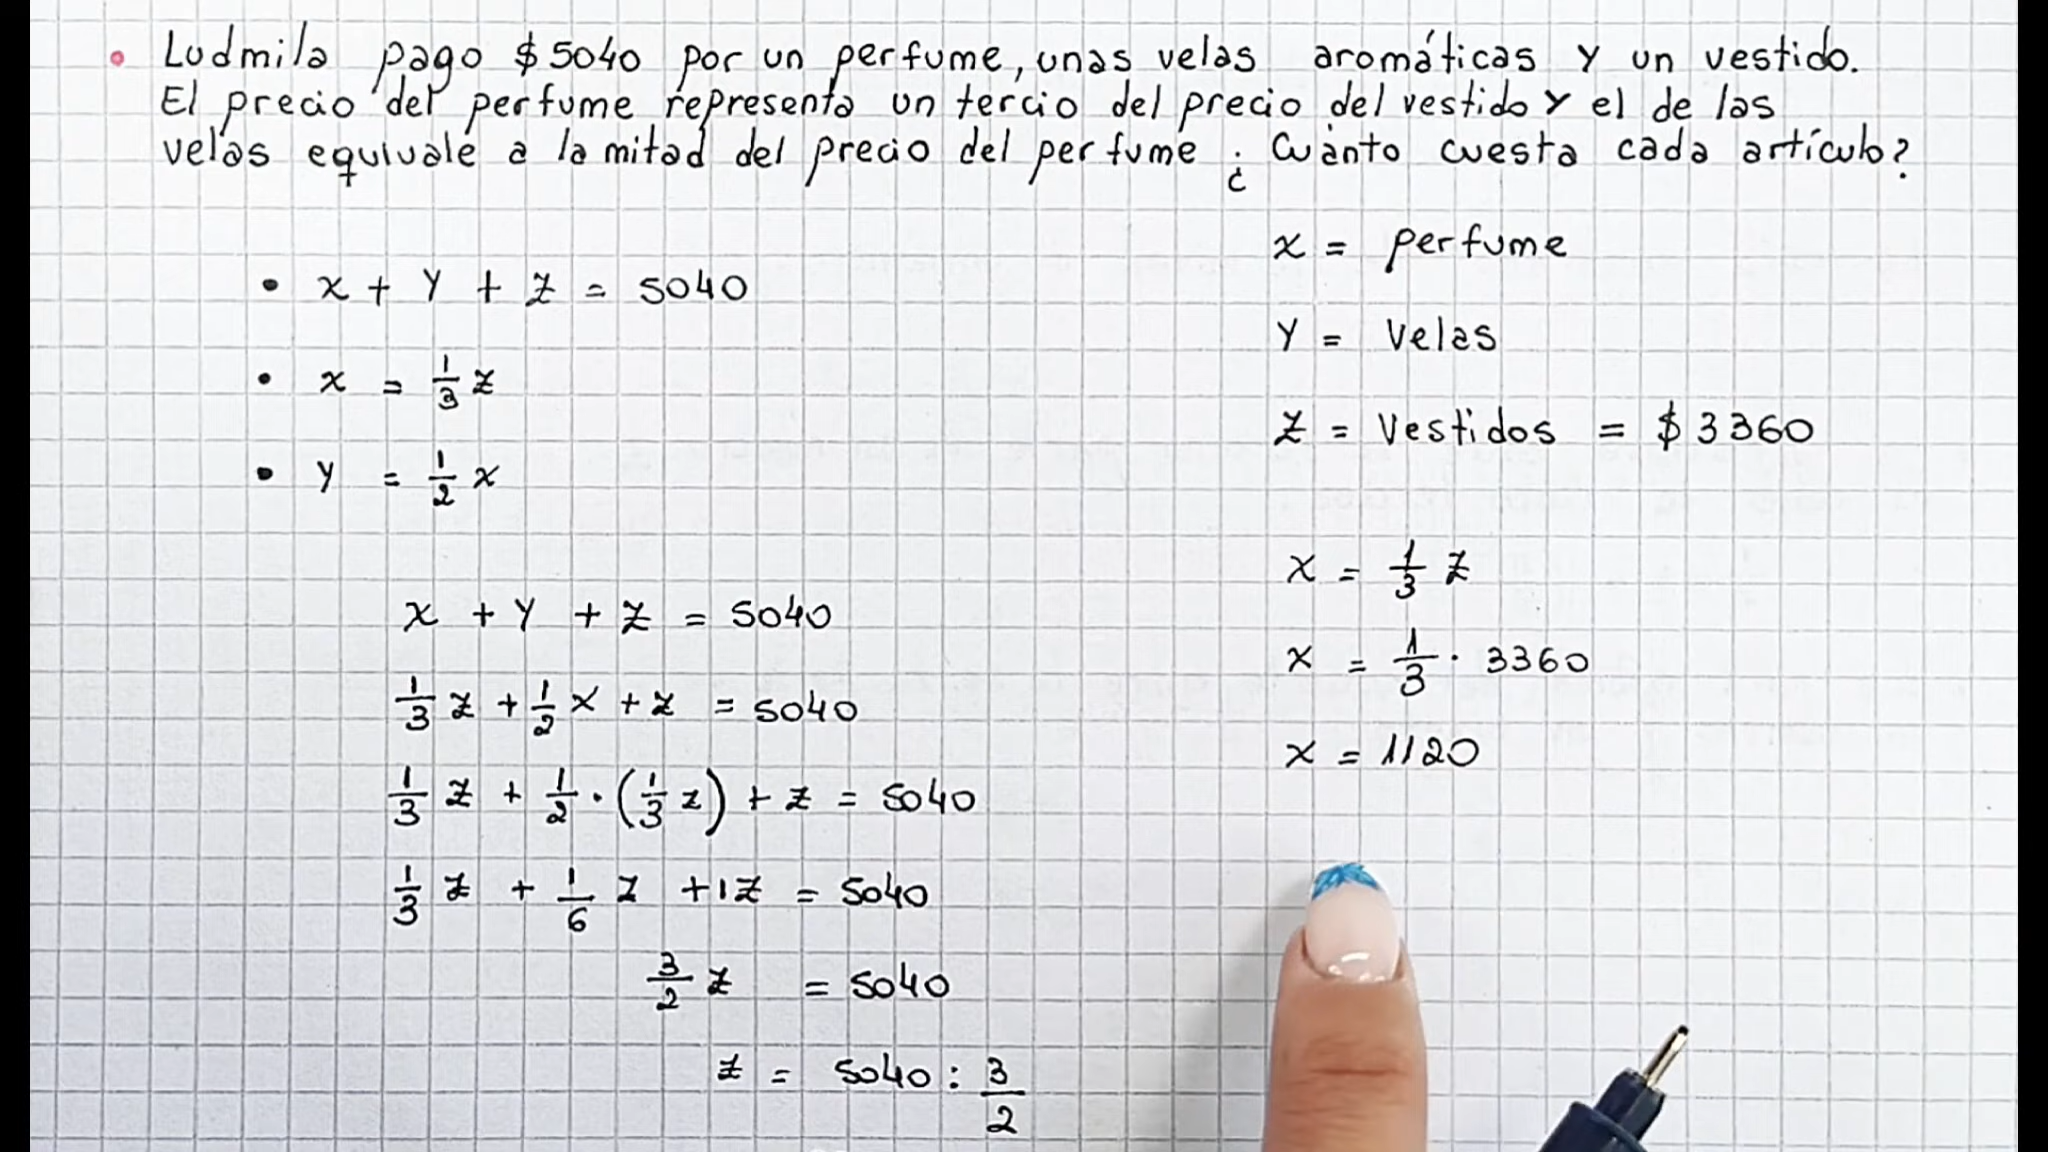 • Ludmila pago $5040 por un perfume, unas velas aromáticas y un vestido.
El precio del perfume representa un tercio del precio del vestido y el de las
velas equivale a la mitad del precio del perfume ¿Cuànto cuesta cada artículo?
x = perfume
• x + y + z = 5040
y = velas
• x = 1/3 z
z = Vestidos = $3360
• y = 1/2 x
x = 1/3 z
x + y + z = 5040
x = 1/3 · 3360
1/3 z + 1/2 x + z = 5040
x = 1120
1/3 z + 1/2 · (1/3 z) + z = 5040
1/3 z + 1/6 z + 1z = 5040
3/2 z = 5040
z = 5040 : 3/2